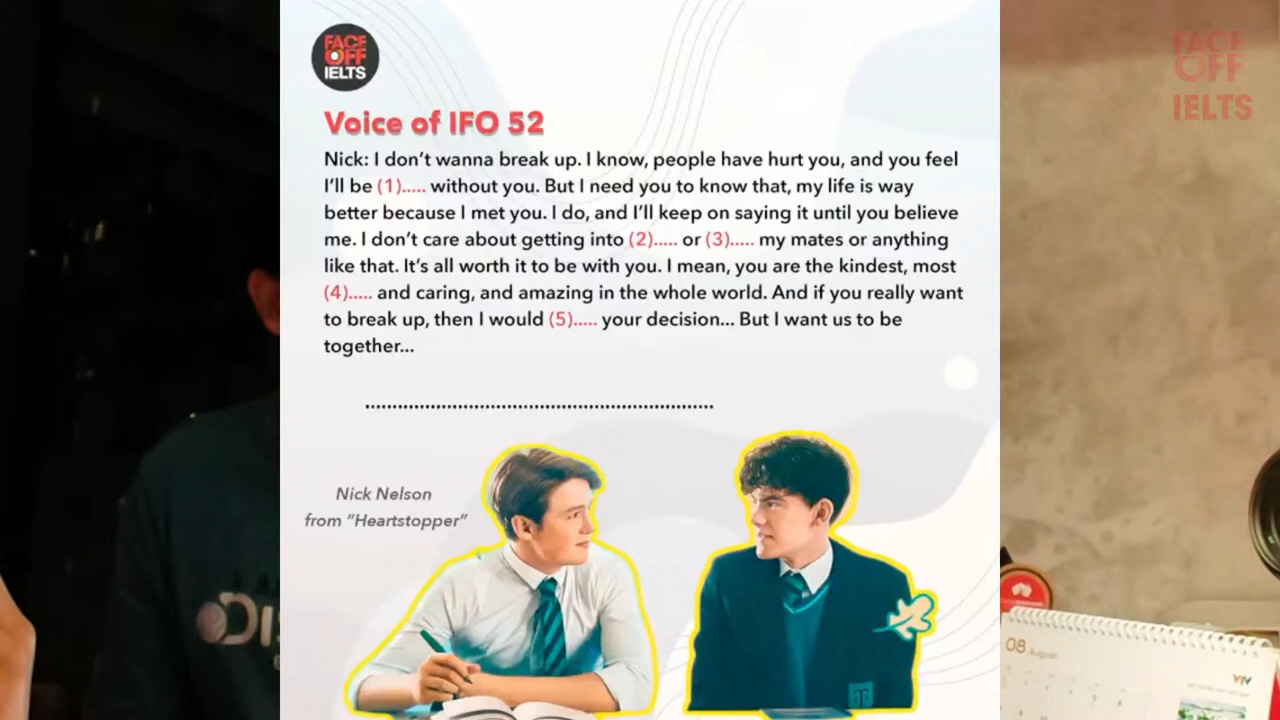 FACE
OFF
IELTS
FACE
OFF
IELTS
Voice of IFO 52
Nick: I don't wanna break up. I know, people have hurt you, and you feel
I'll be (1)..... without you. But I need you to know that, my life is way
better because I met you. I do, and I'll keep on saying it until you believe
me. I don't care about getting into (2)..... or (3)..... my mates or anything
like that. It's all worth it to be with you. I mean, you are the kindest, most
(4)..... and caring, and amazing in the whole world. And if you really want
to break up, then I would (5)..... your decision... But I want us to be
together...
................................................................
Nick Nelson
from "Heartstopper"
08 August
VTV